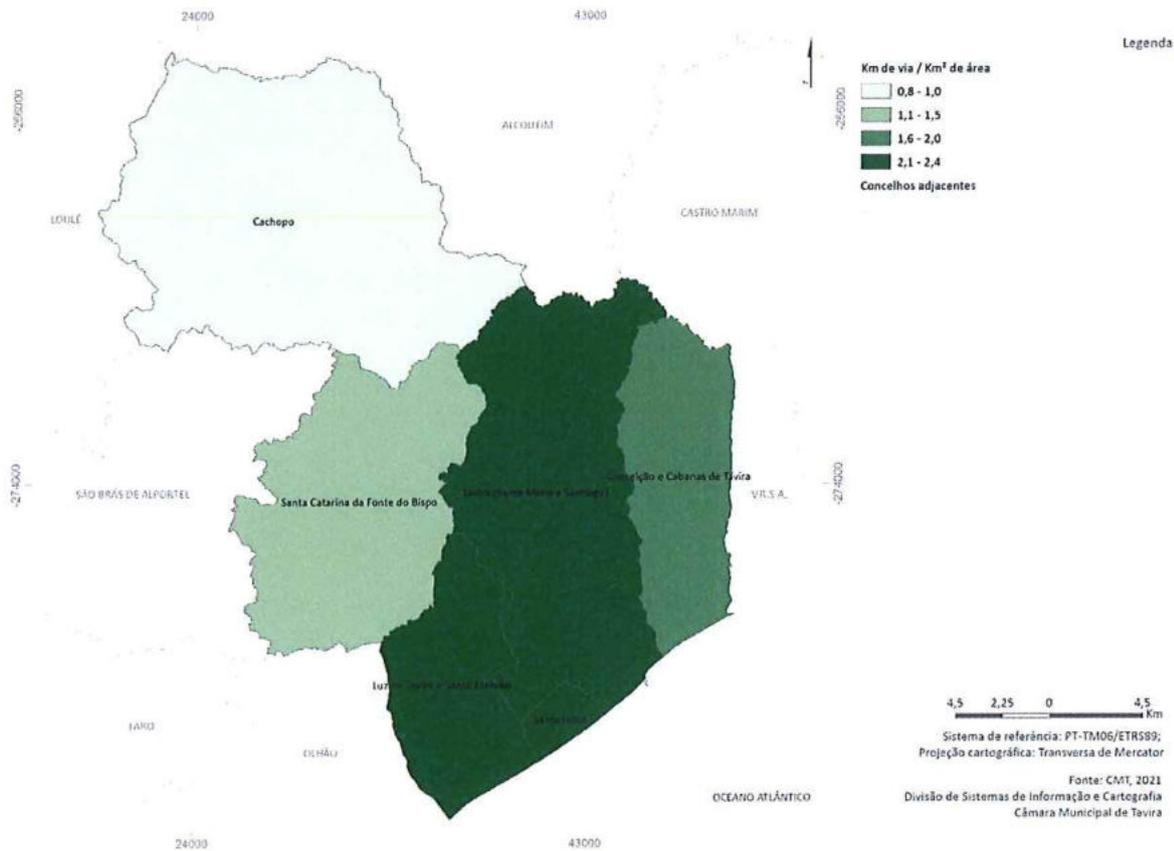 24000
43000
Legenda
Km de via / Km² de área
0,8 - 1,0
1,1 - 1,5
1,6 - 2,0
2,1 - 2,4
Concelhos adjacentes
-266000
-266000
ALCOUTIM
LOULÉ
Cachopo
CASTRO MARIM
-274000
-274000
SÃO BRÁS DE ALPORTEL
Santa Catarina da Fonte do Bispo
Conceição e Cabanas de Tavira
V.R.S.A.
FARO
OLHÃO
OCEANO ATLÂNTICO
4,5 2,25 0 4,5
Km
Sistema de referência: PT-TM06/ETRS89;
Projeção cartográfica: Transversa de Mercator
Fonte: CMT, 2021
Divisão de Sistemas de Informação e Cartografia
Câmara Municipal de Tavira
24000
43000